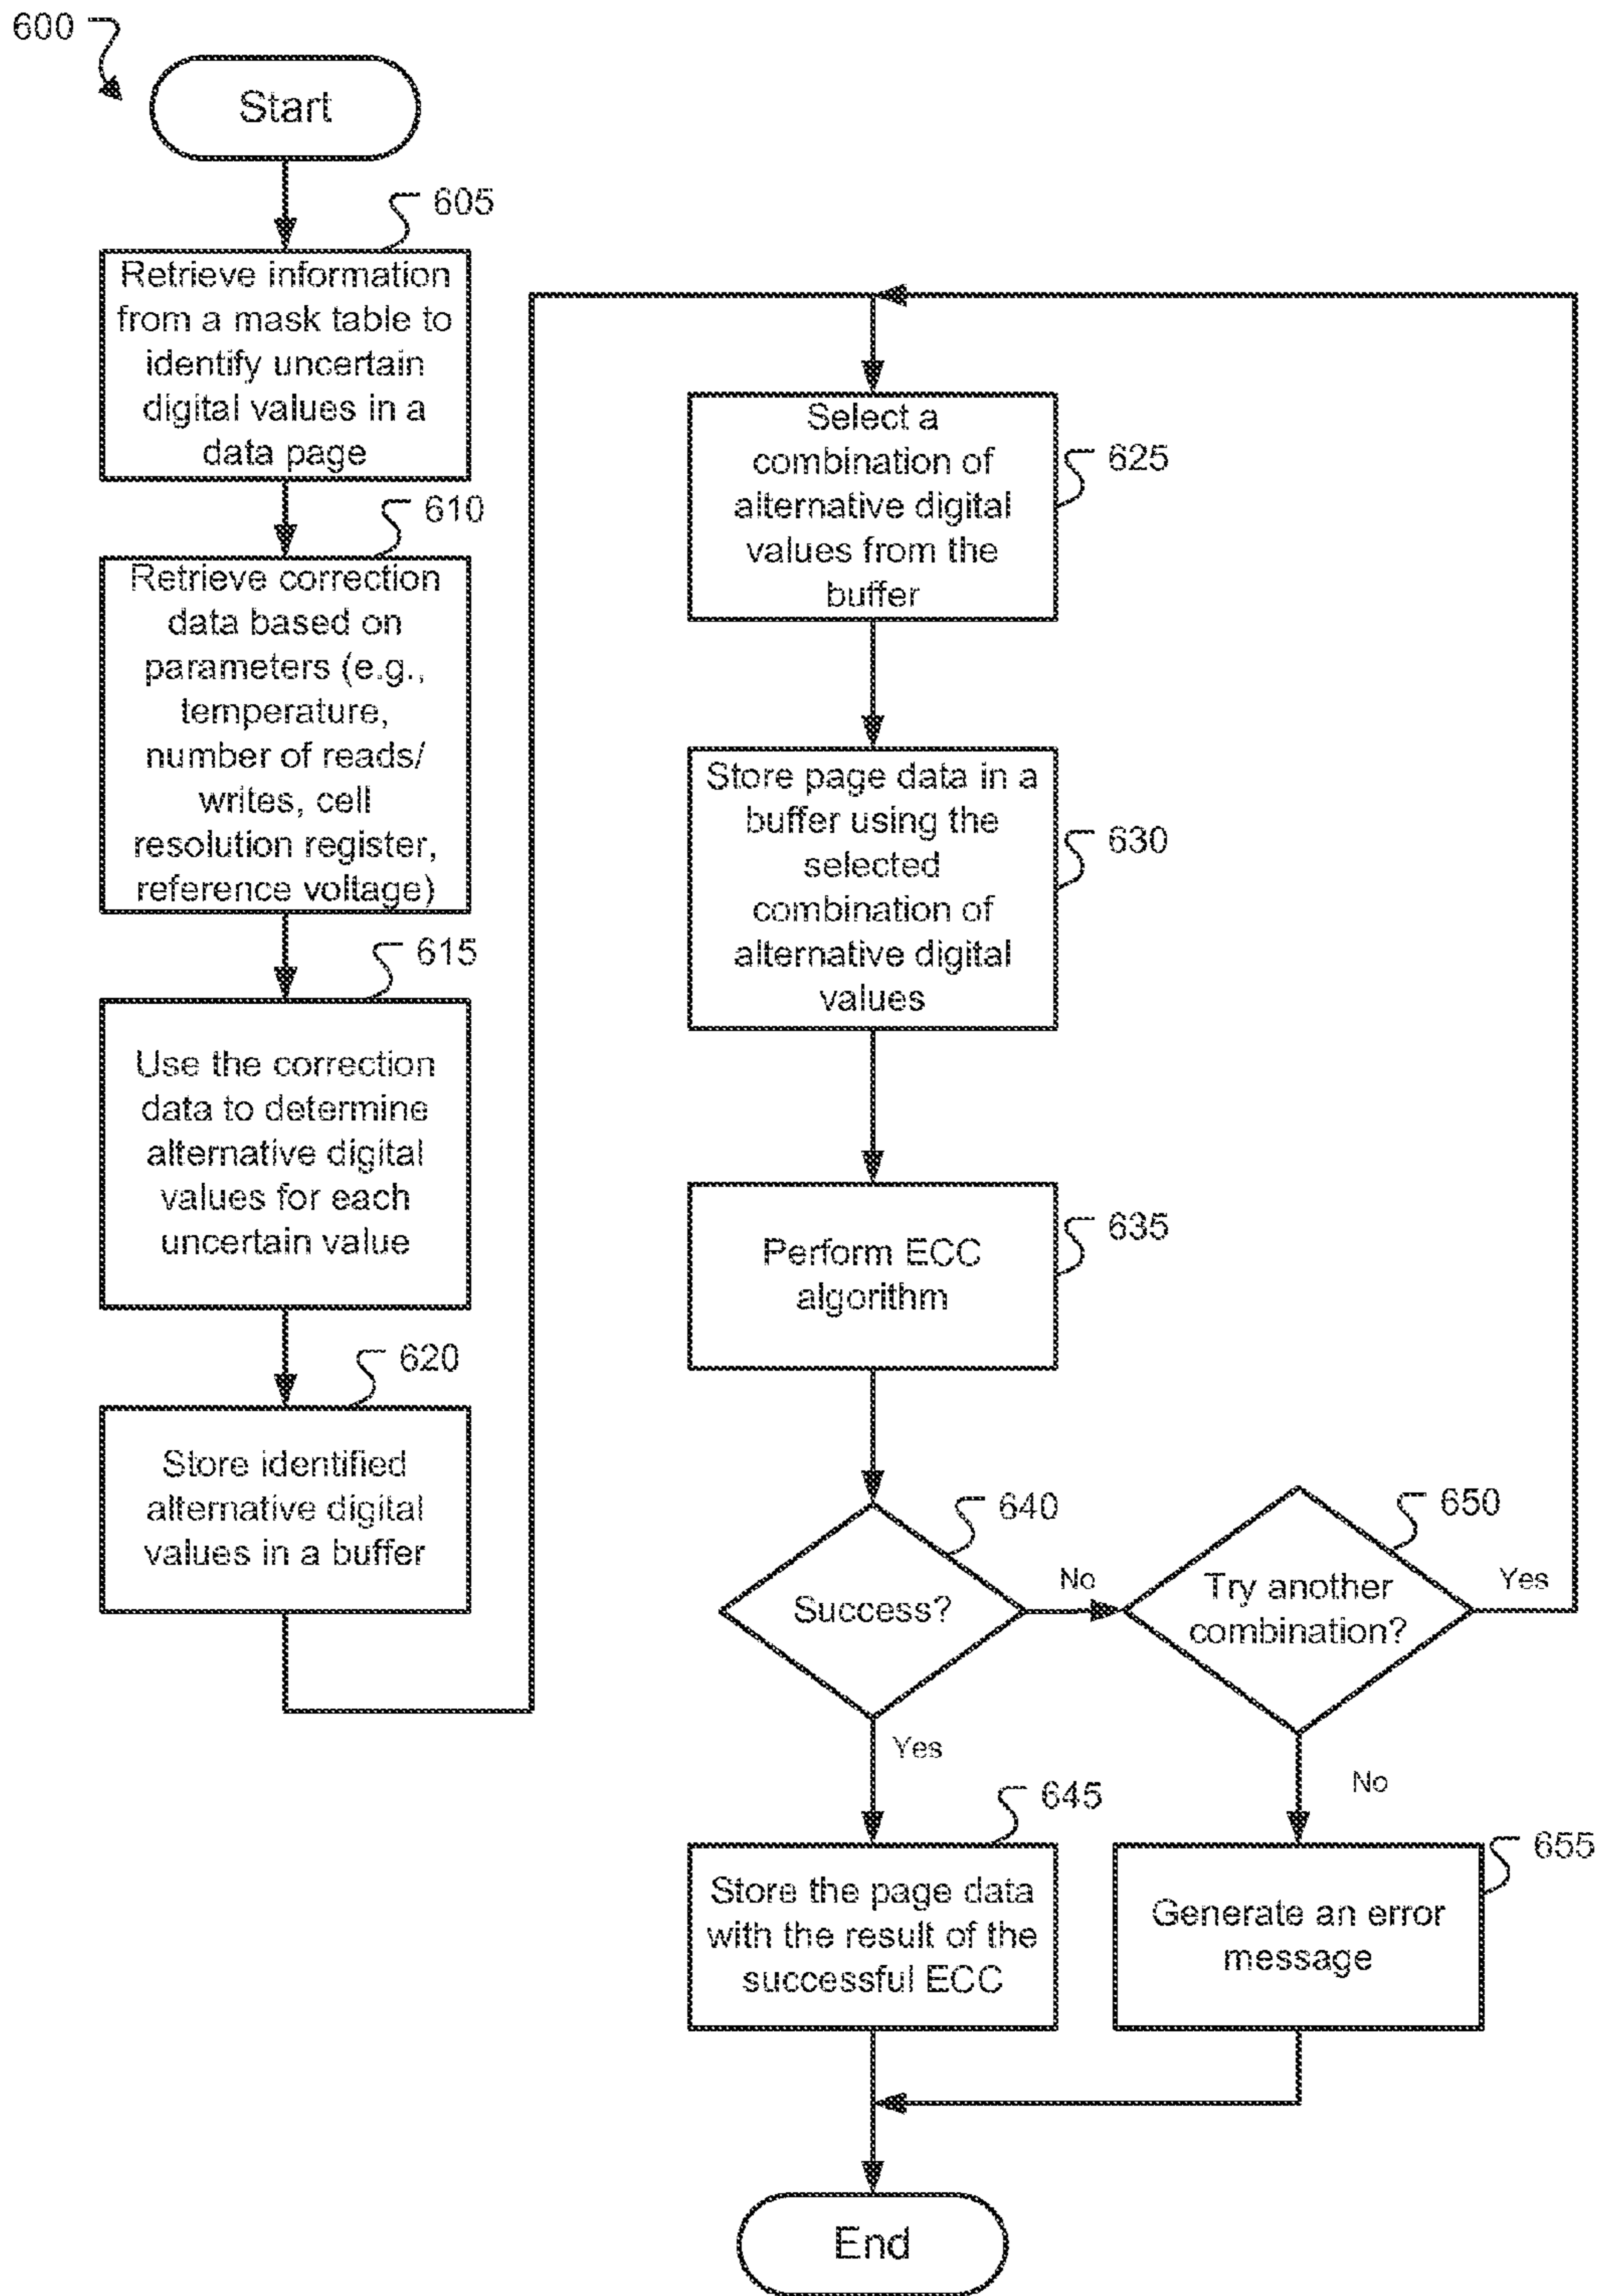 600
Start
605
Retrieve information
from a mask table to
identify uncertain
digital values in a
data page
610
Retrieve correction
data based on
parameters (e.g.,
temperature,
number of reads/
writes, cell
resolution register,
reference voltage)
615
Use the correction
data to determine
alternative digital
values for each
uncertain value
620
Store identified
alternative digital
values in a buffer
Select a
combination of
alternative digital
values from the
buffer
625
Store page data in a
buffer using the
selected
combination of
alternative digital
values
630
Perform ECC
algorithm
635
640
Success?
No
Yes
650
Try another
combination?
Yes
No
645
Store the page data
with the result of the
successful ECC
655
Generate an error
message
End